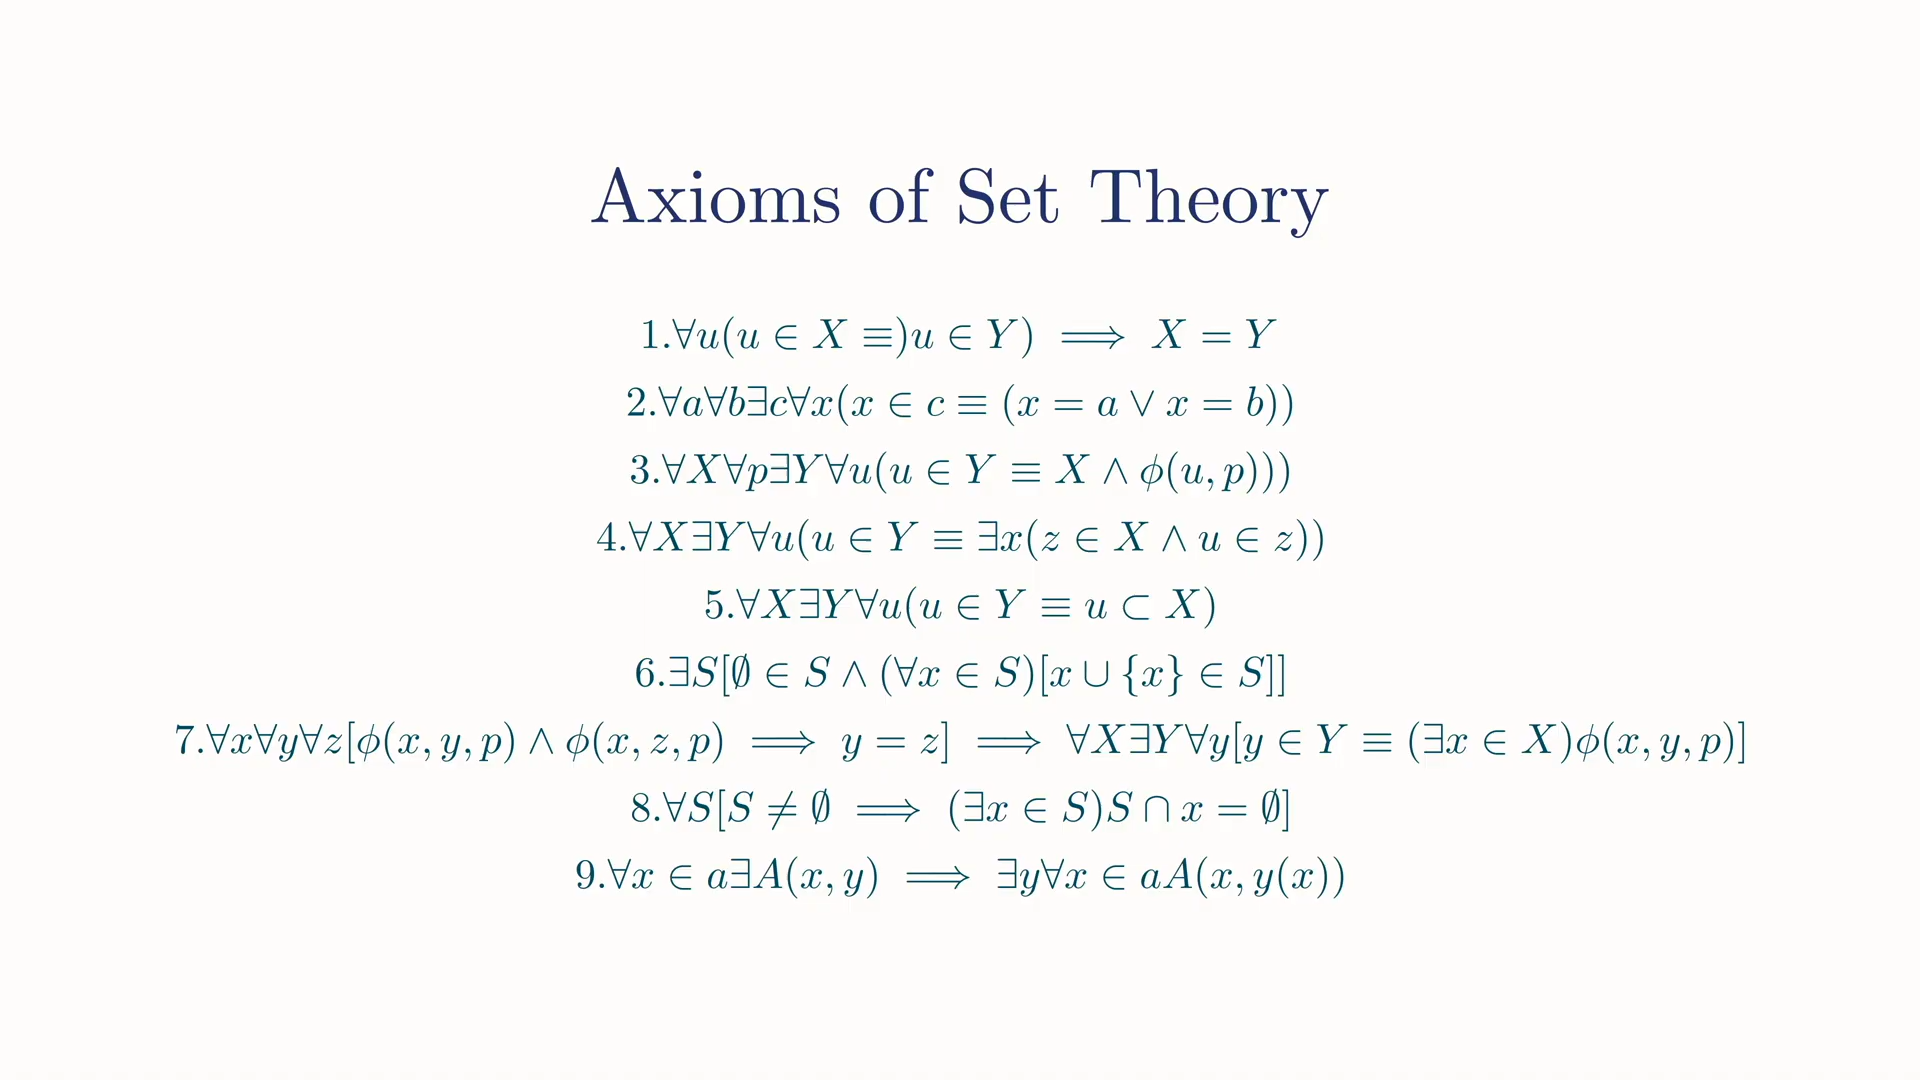 Axioms of Set Theory
1.∀u(u ∈ X ≡)u ∈ Y) ⟹ X = Y
2.∀a∀b∃c∀x(x ∈ c ≡ (x = a ∨ x = b))
3.∀X∀p∃Y∀u(u ∈ Y ≡ X ∧ ϕ(u, p)))
4.∀X∃Y∀u(u ∈ Y ≡ ∃x(z ∈ X ∧ u ∈ z))
5.∀X∃Y∀u(u ∈ Y ≡ u ⊂ X)
6.∃S[∅ ∈ S ∧ (∀x ∈ S)[x ∪ {x} ∈ S]]
7.∀x∀y∀z[ϕ(x, y, p) ∧ ϕ(x, z, p) ⟹ y = z] ⟹ ∀X∃Y∀y[y ∈ Y ≡ (∃x ∈ X)ϕ(x, y, p)]
8.∀S[S ≠ ∅ ⟹ (∃x ∈ S)S ∩ x = ∅]
9.∀x ∈ a∃A(x, y) ⟹ ∃y∀x ∈ aA(x, y(x))